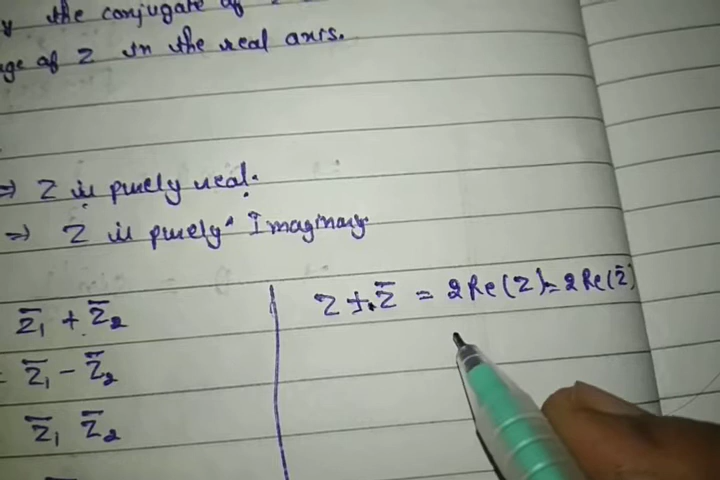 the conjugate of
of z in the real axis.
⇒ z is purely real.
⇒ z is purely Imaginary
z̄₁ + z̄₂
z + z̄ = 2Re(z) = 2Re(z̄)
= z̄₁ - z̄₂
z̄₁ z̄₂